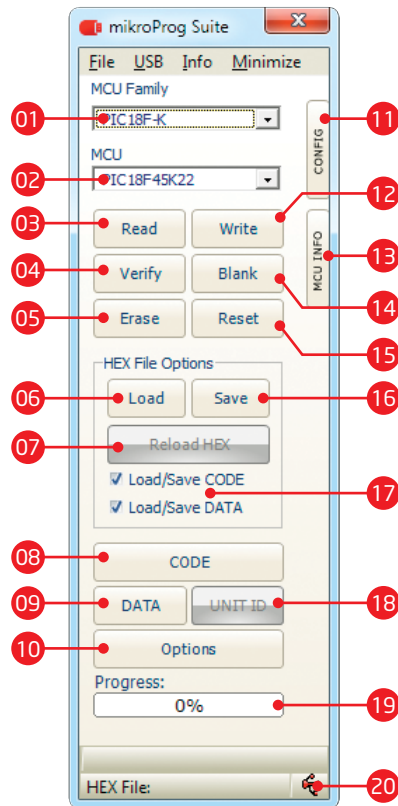 mikroProg Suite
File USB Info Minimize
MCU Family
01 PIC18F-K CONFIG 11
MCU
02 PIC18F45K22 12
03 Read Write MCU INFO 13
04 Verify Blank 14
05 Erase Reset 15
HEX File Options
06 Load Save 16
07 Reload HEX
Load/Save CODE 17
Load/Save DATA
08 CODE
09 DATA UNIT ID 18
10 Options
Progress:
0% 19
HEX File: 20